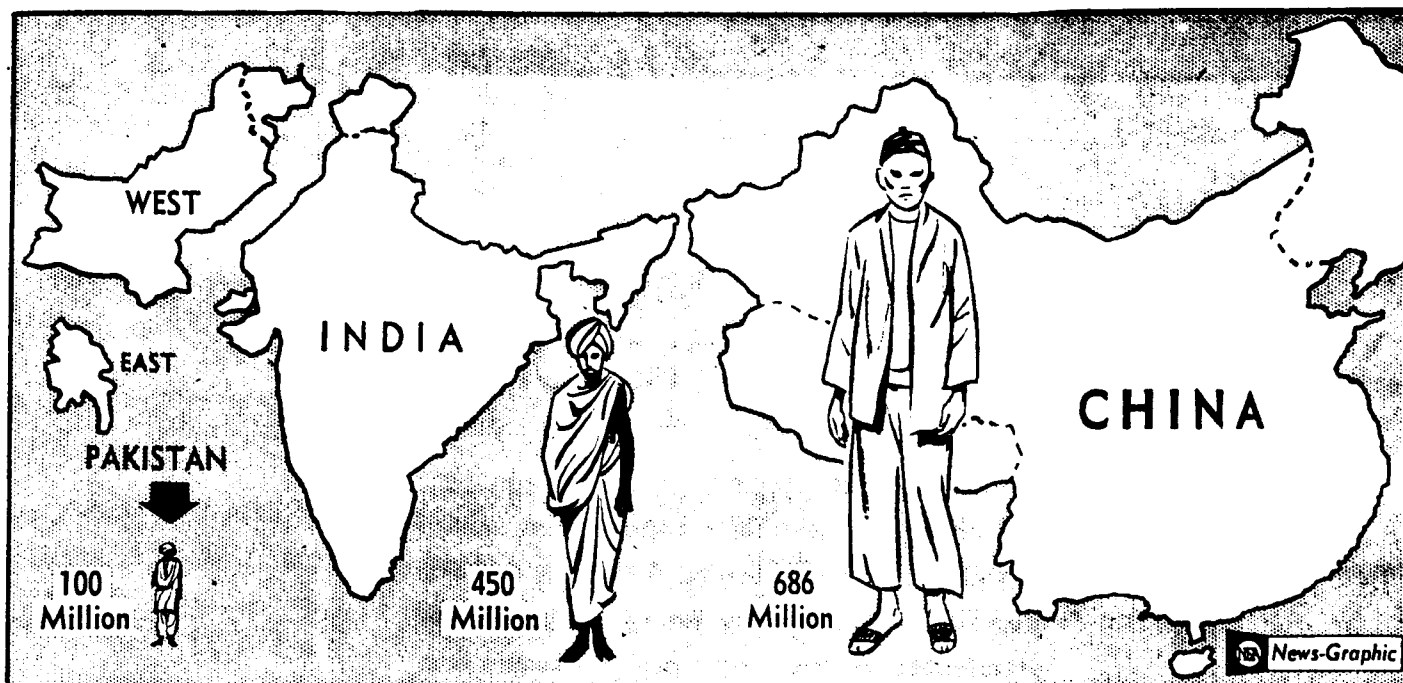 WEST
INDIA
EAST
PAKISTAN
100
Million
450
Million
686
Million
CHINA
NEA News-Graphic